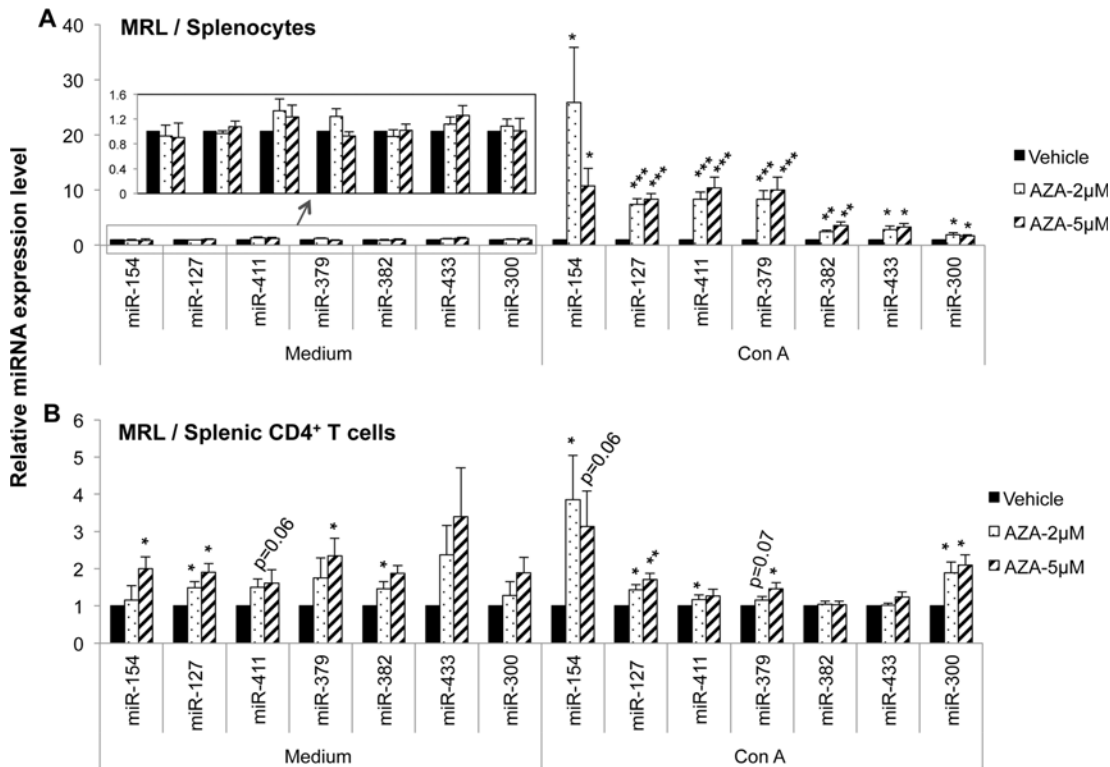 Relative miRNA expression level
A
MRL / Splenocytes
40
30
20
10
0
1.6
1.2
0.8
0.4
0
*
*
***
***
***
***
***
***
**
**
*
*
*
*
Vehicle
AZA-2μM
AZA-5μM
miR-154
miR-127
miR-411
miR-379
miR-382
miR-433
miR-300
miR-154
miR-127
miR-411
miR-379
miR-382
miR-433
miR-300
Medium
Con A
B
MRL / Splenic CD4⁺ T cells
6
5
4
3
2
1
0
*
*
*
p=0.06
*
*
*
p=0.06
*
**
*
p=0.07
*
*
*
Vehicle
AZA-2μM
AZA-5μM
miR-154
miR-127
miR-411
miR-379
miR-382
miR-433
miR-300
miR-154
miR-127
miR-411
miR-379
miR-382
miR-433
miR-300
Medium
Con A